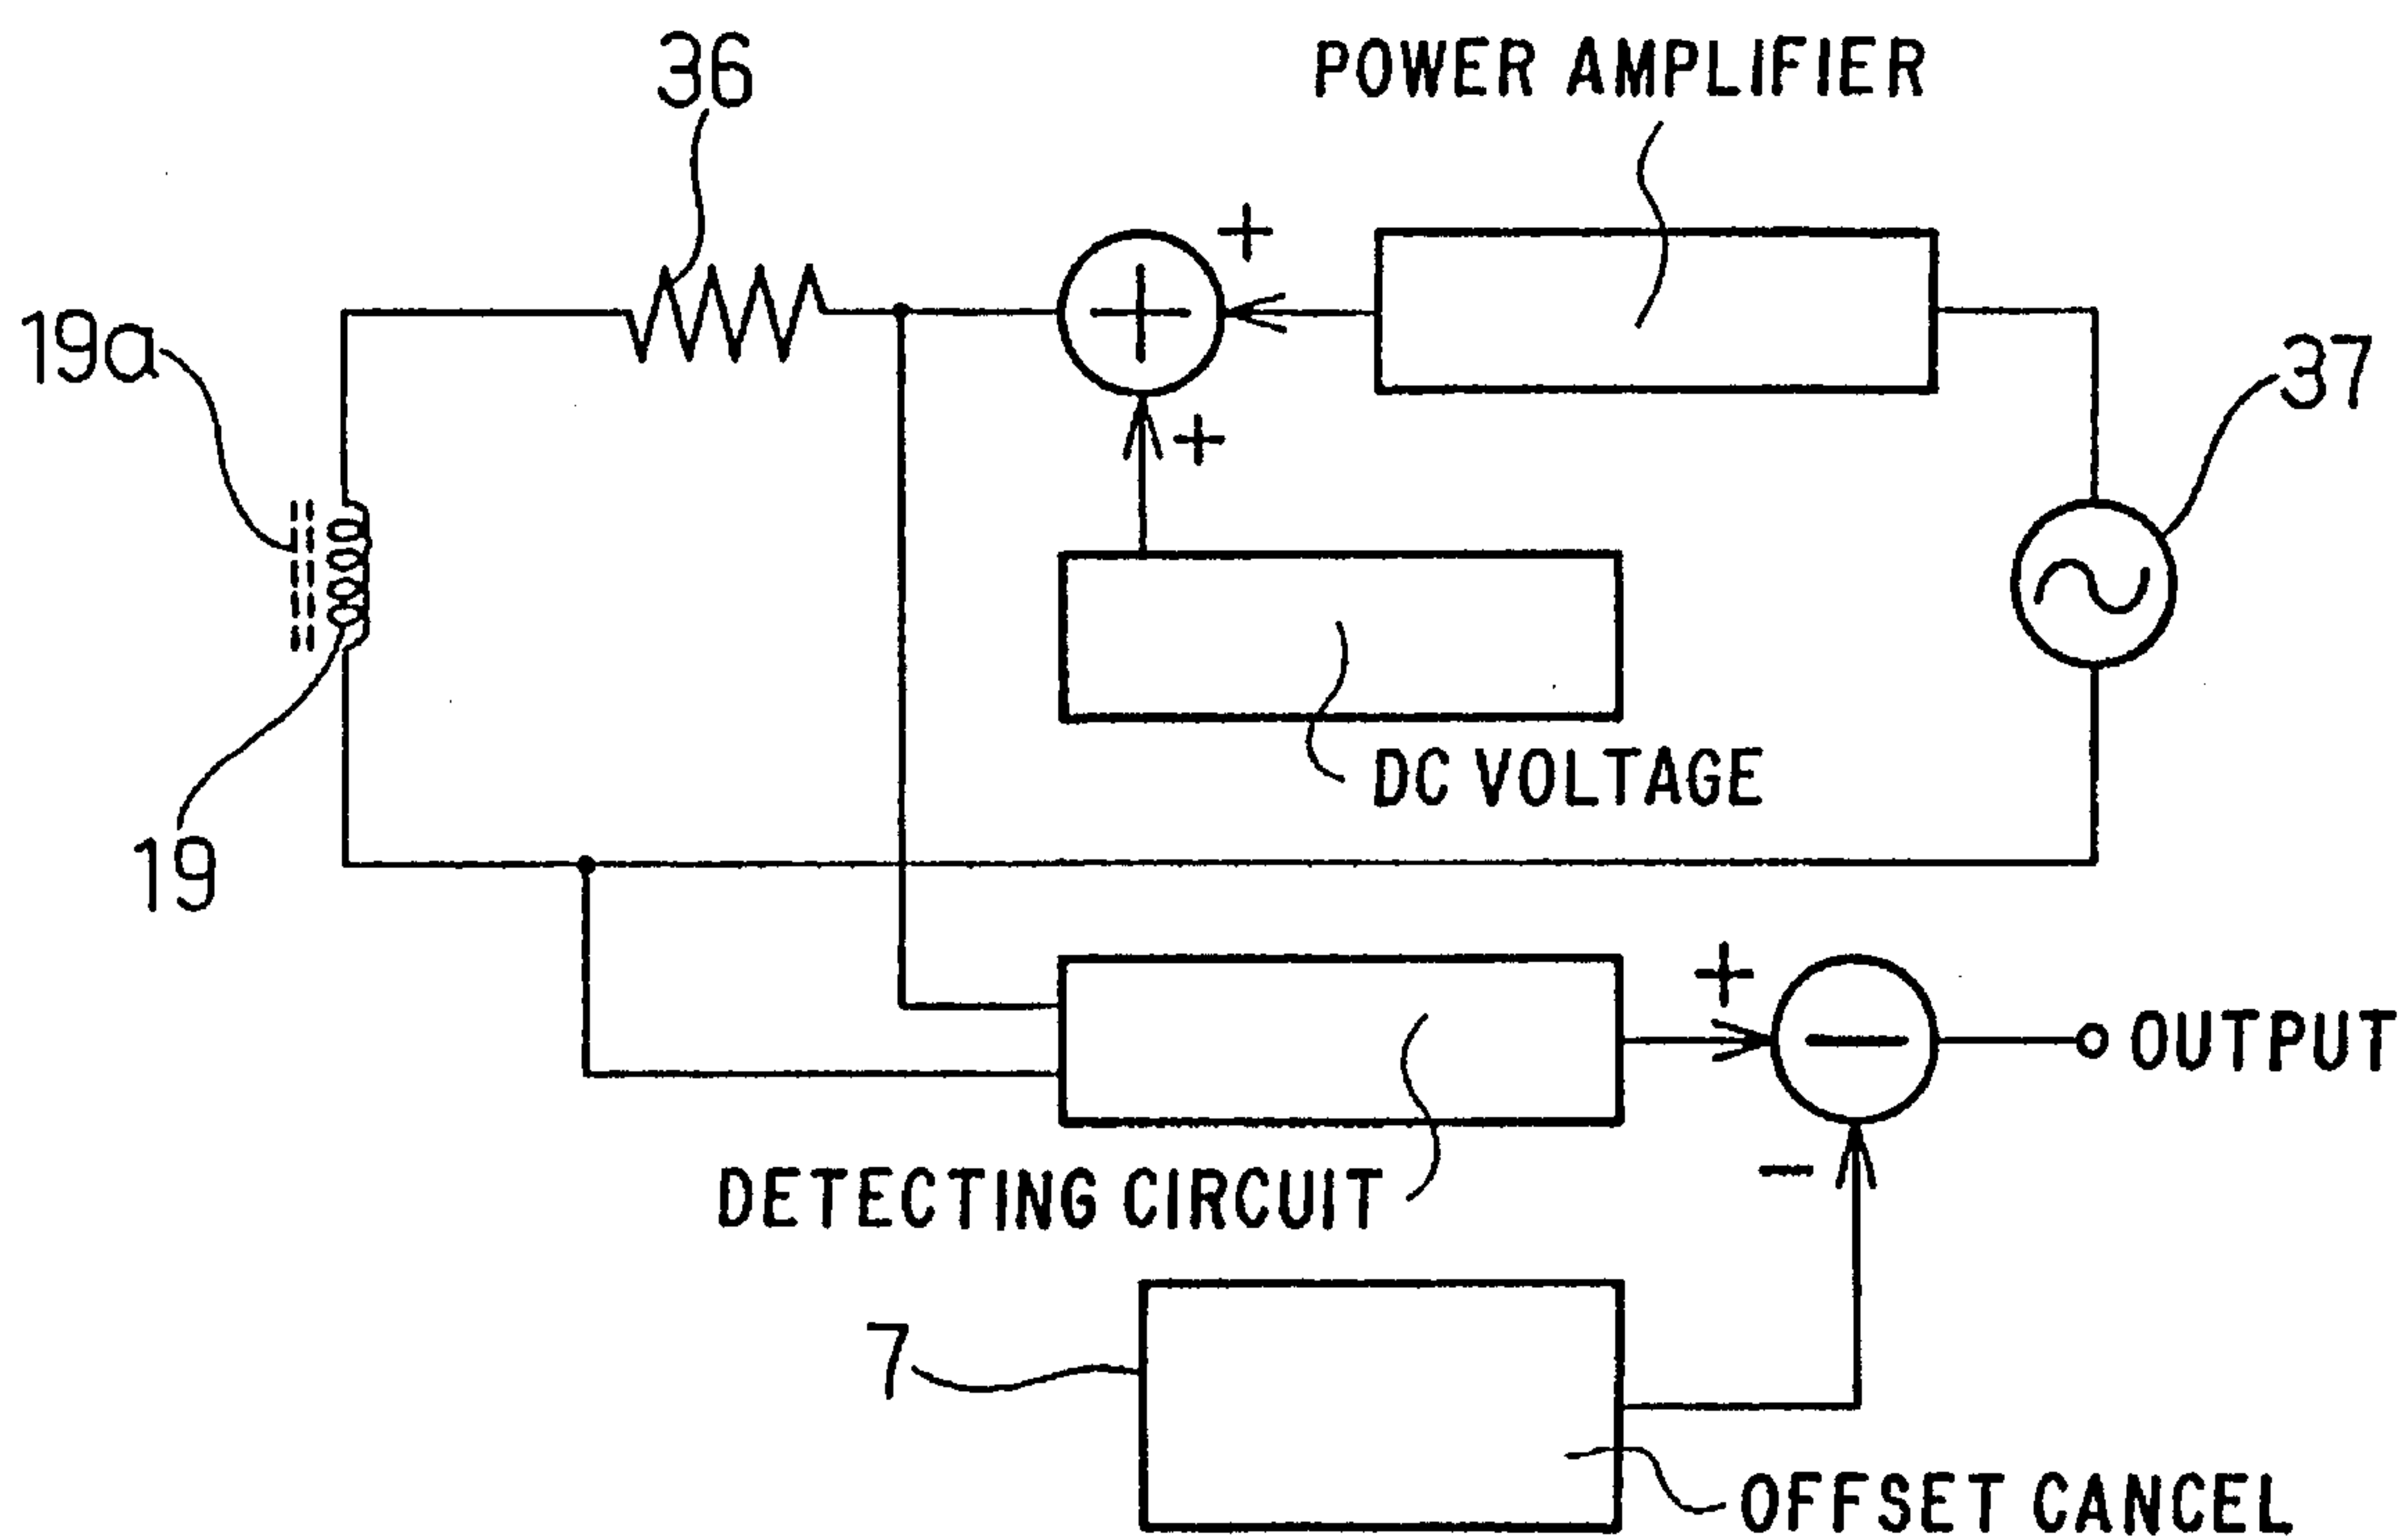 36
POWER AMPLIFIER
+
19a
37
+
DC VOLTAGE
19
+
OUTPUT
DETECTING CIRCUIT
-
7
OFFSET CANCEL